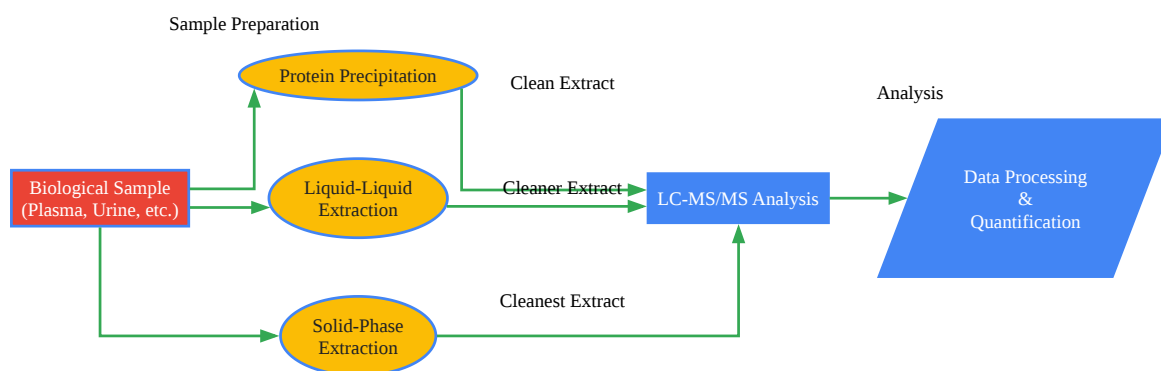 Sample Preparation
Protein Precipitation
Clean Extract
Analysis
Biological Sample
(Plasma, Urine, etc.)
Liquid-Liquid
Extraction
Cleaner Extract
LC-MS/MS Analysis
Data Processing
&
Quantification
Cleanest Extract
Solid-Phase
Extraction